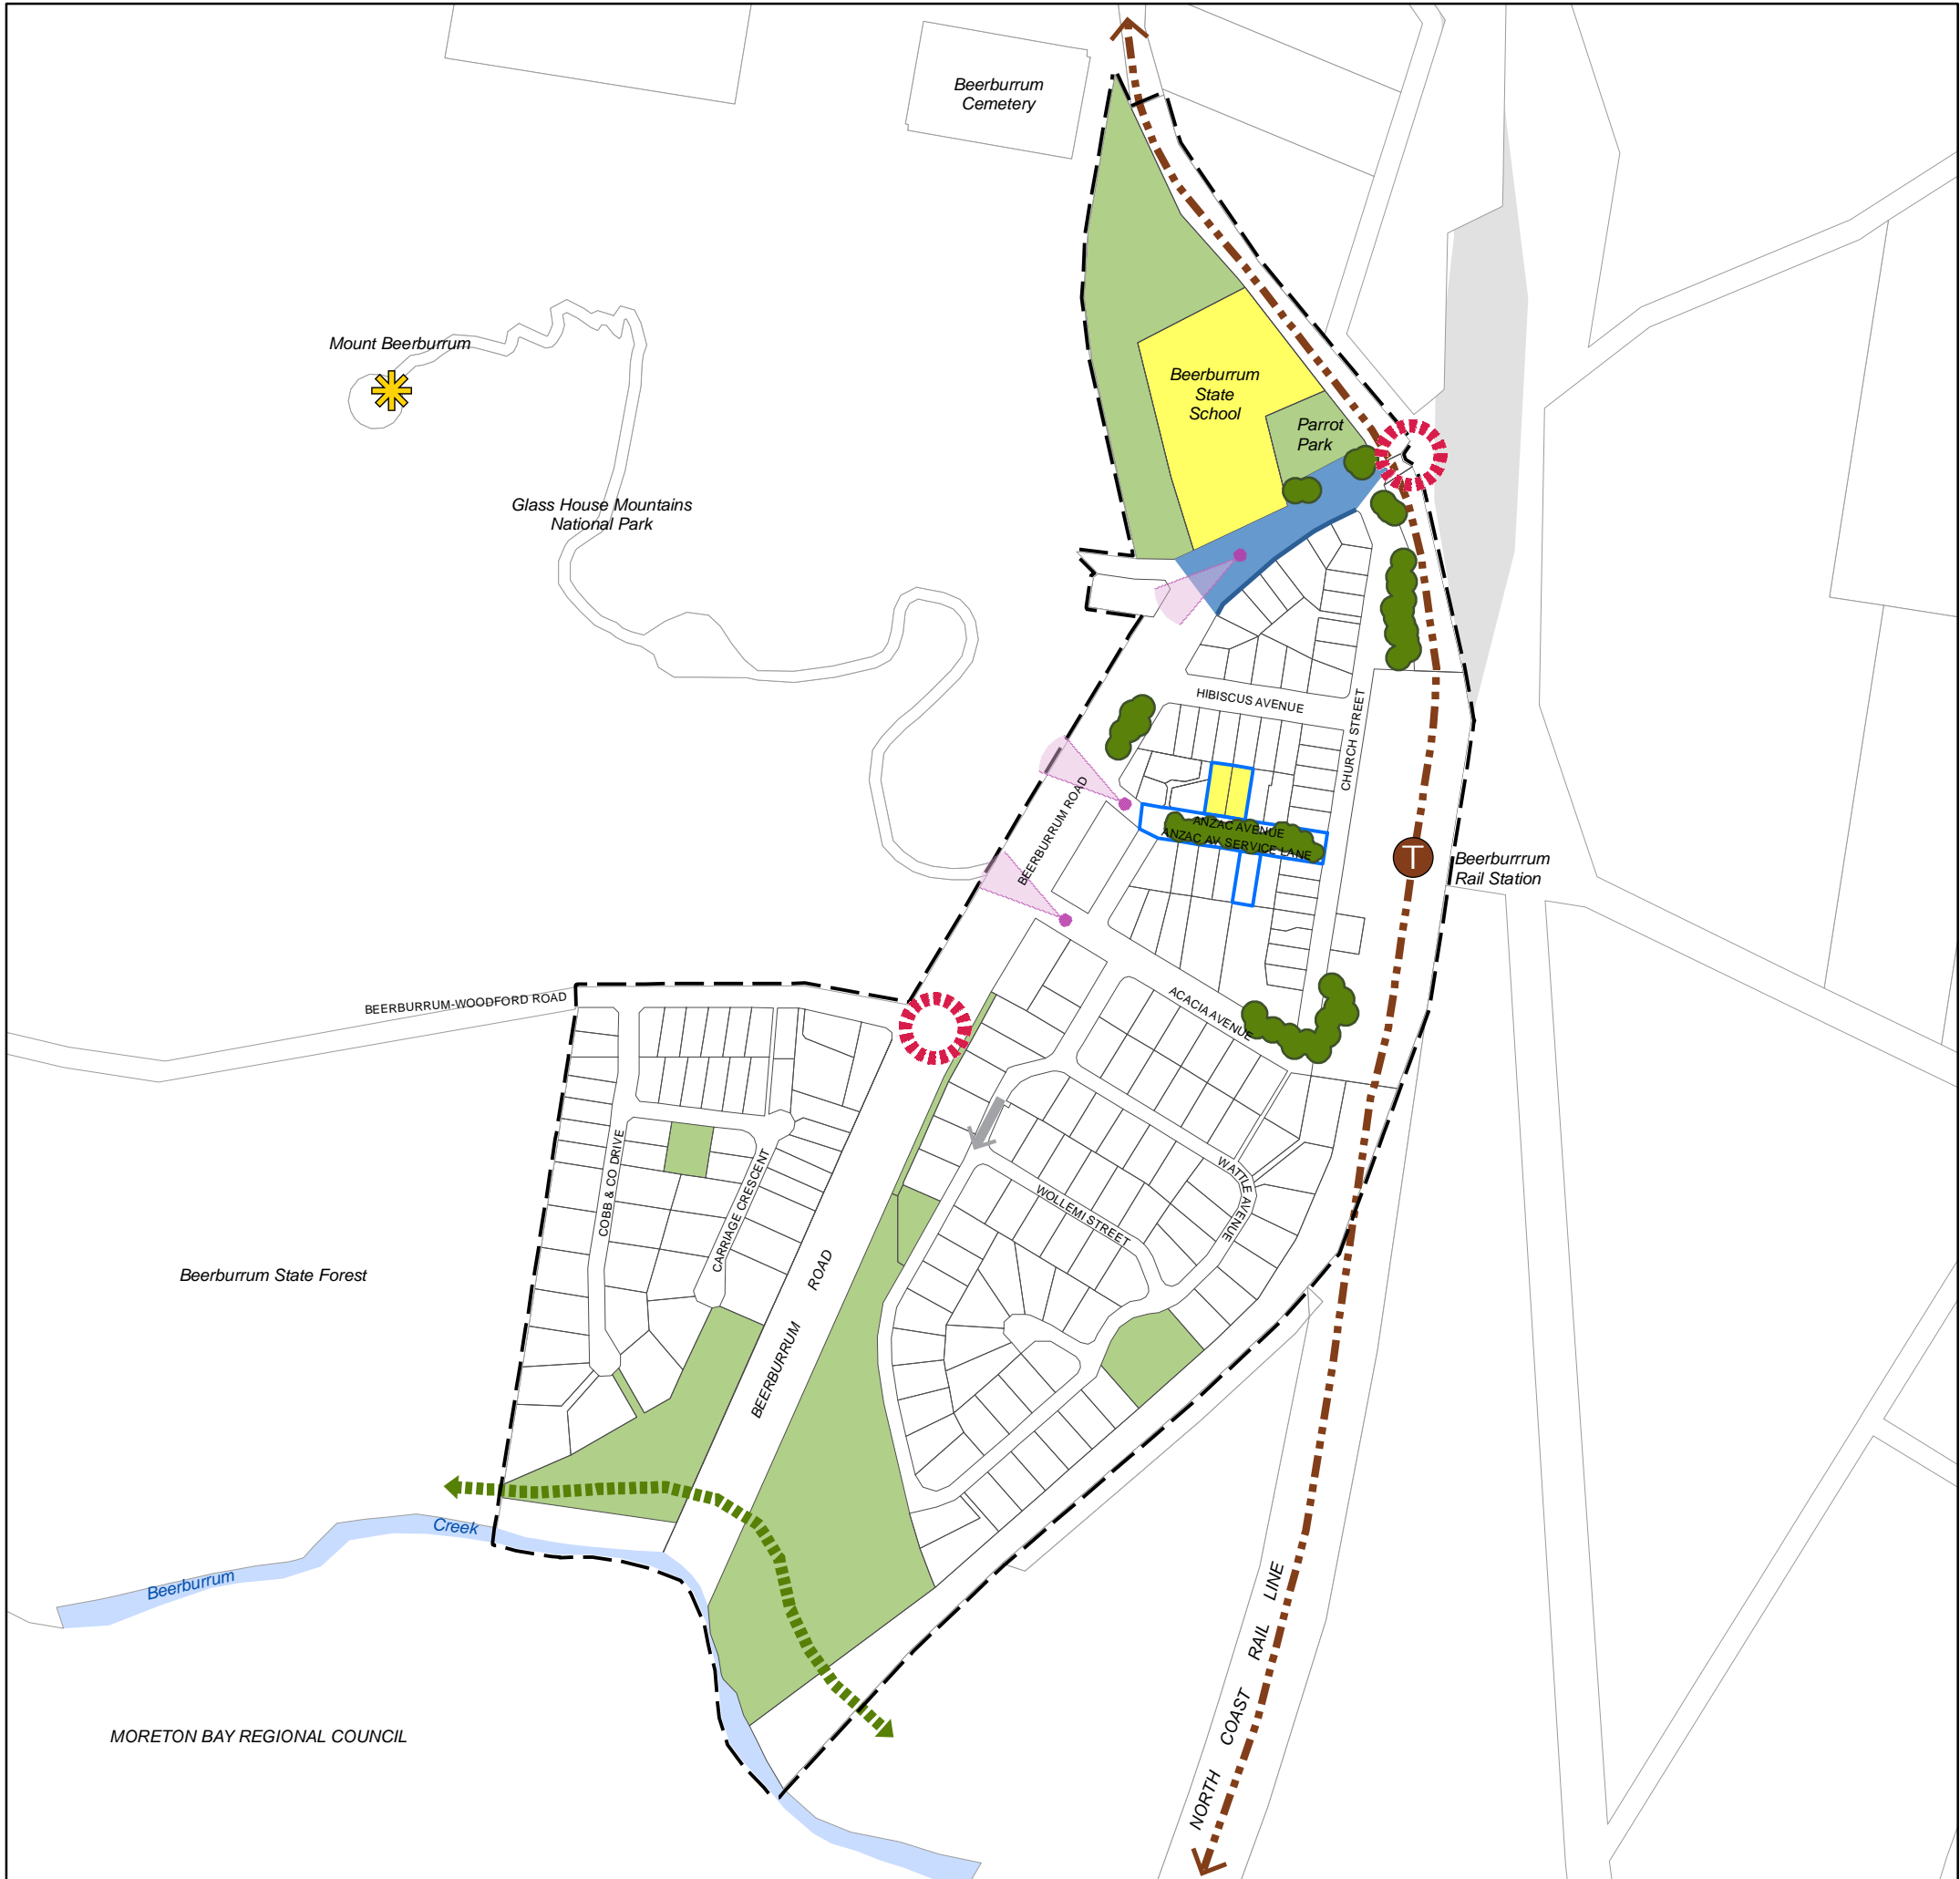 Beerburrum
Cemetery
Mount Beerburrum
Beerburrum
State
School
Parrot
Park
Glass House Mountains
National Park
HIBISCUS AVENUE
CHURCH STREET
BEERBURRUM ROAD
ANZAC AVENUE
ANZAC AV SERVICE LANE
T
Beerburrrum
Rail Station
BEERBURRUM-WOODFORD ROAD
ACACIA AVENUE
COBB & CO DRIVE
CARRIAGE CRESCENT
WATTLE AVENUE
WOLLEMI STREET
Beerburrum State Forest
BEERBURRUM ROAD
Creek
Beerburrum
NORTH COAST RAIL LINE
MORETON BAY REGIONAL COUNCIL